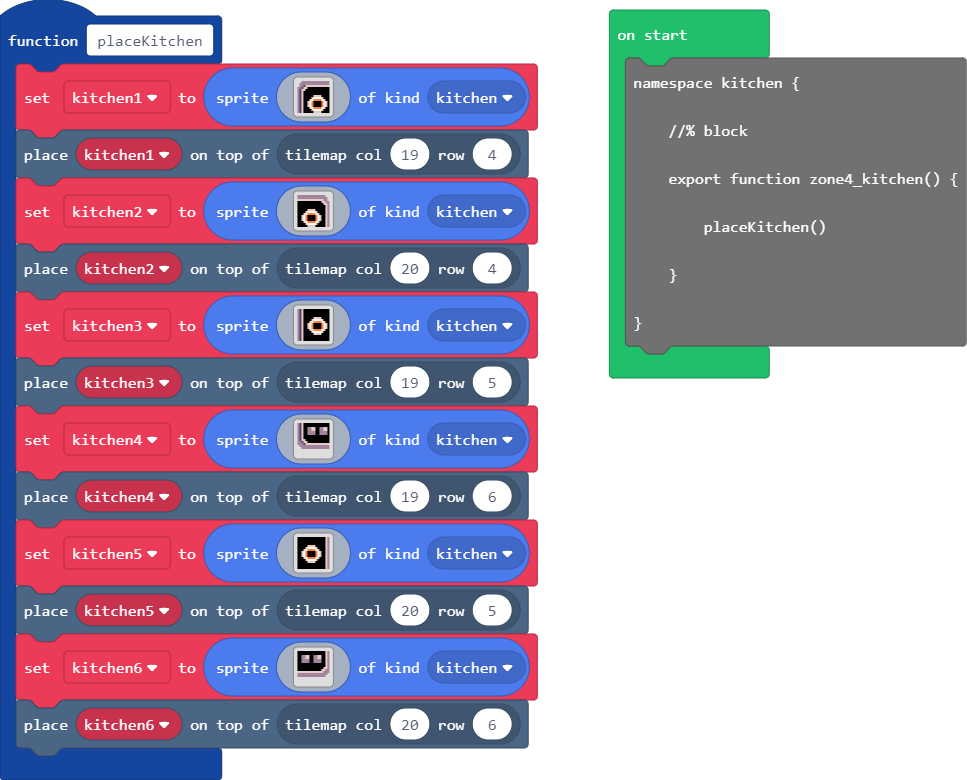 function placeKitchen
set kitchen1 to sprite of kind kitchen
place kitchen1 on top of tilemap col 19 row 4
set kitchen2 to sprite of kind kitchen
place kitchen2 on top of tilemap col 20 row 4
set kitchen3 to sprite of kind kitchen
place kitchen3 on top of tilemap col 19 row 5
set kitchen4 to sprite of kind kitchen
place kitchen4 on top of tilemap col 19 row 6
set kitchen5 to sprite of kind kitchen
place kitchen5 on top of tilemap col 20 row 5
set kitchen6 to sprite of kind kitchen
place kitchen6 on top of tilemap col 20 row 6
on start
namespace kitchen {
//% block
export function zone4_kitchen() {
placeKitchen()
}
}